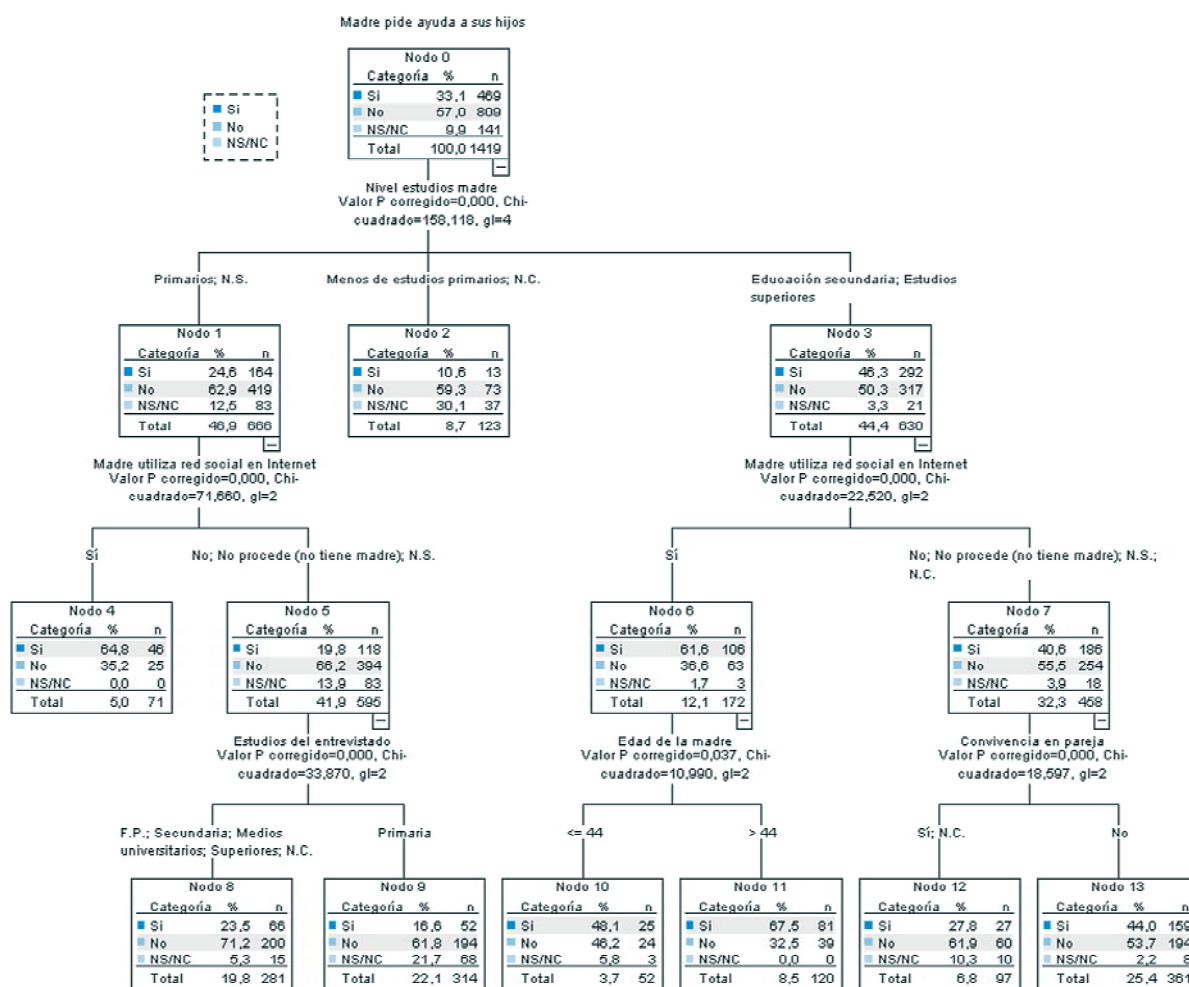 Madre pide ayuda a sus hijos
Si
No
NS/NC
Nodo 0
Categoría % n
Si 33,1 469
No 57,0 809
NS/NC 9,9 141
Total 100,0 1419
Nivel estudios madre
Valor P corregido=0,000, Chi-
cuadrado=158,118, gl=4
Primarios; N.S.
Menos de estudios primarios; N.C.
Educación secundaria; Estudios
superiores
Nodo 1
Categoría % n
Si 24,6 164
No 62,9 419
NS/NC 12,5 83
Total 46,9 666
Nodo 2
Categoría % n
Si 10,6 13
No 59,3 73
NS/NC 30,1 37
Total 8,7 123
Nodo 3
Categoría % n
Si 46,3 292
No 50,3 317
NS/NC 3,3 21
Total 44,4 630
Madre utiliza red social en Internet
Valor P corregido=0,000, Chi-
cuadrado=71,660, gl=2
Madre utiliza red social en Internet
Valor P corregido=0,000, Chi-
cuadrado=22,520, gl=2
Sí
No; No procede (no tiene madre); N.S.
Sí
No; No procede (no tiene madre); N.S.;
N.C.
Nodo 4
Categoría % n
Si 64,8 46
No 35,2 25
NS/NC 0,0 0
Total 5,0 71
Nodo 5
Categoría % n
Si 19,8 118
No 66,2 394
NS/NC 13,9 83
Total 41,9 595
Nodo 6
Categoría % n
Si 61,6 106
No 36,6 63
NS/NC 1,7 3
Total 12,1 172
Nodo 7
Categoría % n
Si 40,6 186
No 55,5 254
NS/NC 3,9 18
Total 32,3 458
Estudios del entrevistado
Valor P corregido=0,000, Chi-
cuadrado=33,870, gl=2
Edad de la madre
Valor P corregido=0,037, Chi-
cuadrado=10,990, gl=2
Convivencia en pareja
Valor P corregido=0,000, Chi-
cuadrado=18,597, gl=2
F.P.; Secundaria; Medios
universitarios; Superiores; N.C.
Primaria
<= 44
> 44
Sí; N.C.
No
Nodo 8
Categoría % n
Si 23,5 66
No 71,2 200
NS/NC 5,3 15
Total 19,8 281
Nodo 9
Categoría % n
Si 16,6 52
No 61,8 194
NS/NC 21,7 68
Total 22,1 314
Nodo 10
Categoría % n
Si 48,1 25
No 46,2 24
NS/NC 5,8 3
Total 3,7 52
Nodo 11
Categoría % n
Si 67,5 81
No 32,5 39
NS/NC 0,0 0
Total 8,5 120
Nodo 12
Categoría % n
Si 27,8 27
No 61,9 60
NS/NC 10,3 10
Total 6,8 97
Nodo 13
Categoría % n
Si 44,0 159
No 53,7 194
NS/NC 2,2 8
Total 25,4 361